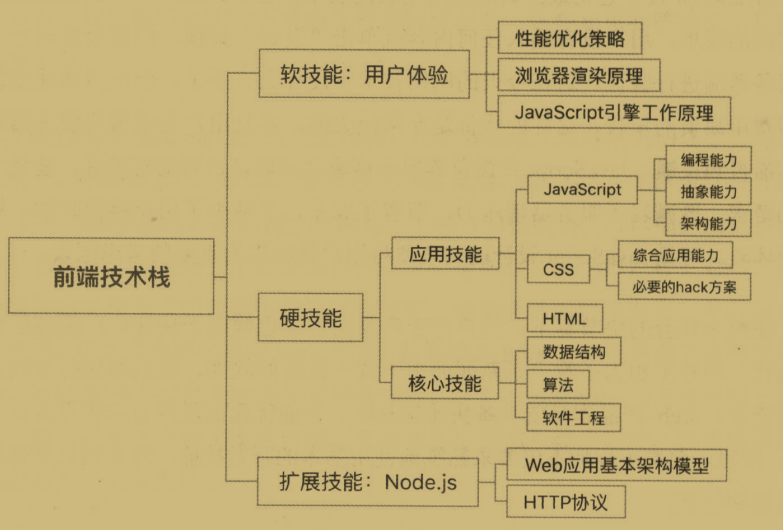 前端技术栈
软技能：用户体验
性能优化策略
浏览器渲染原理
JavaScript引擎工作原理
硬技能
应用技能
JavaScript
编程能力
抽象能力
架构能力
CSS
综合应用能力
必要的hack方案
HTML
核心技能
数据结构
算法
软件工程
扩展技能：Node.js
Web应用基本架构模型
HTTP协议